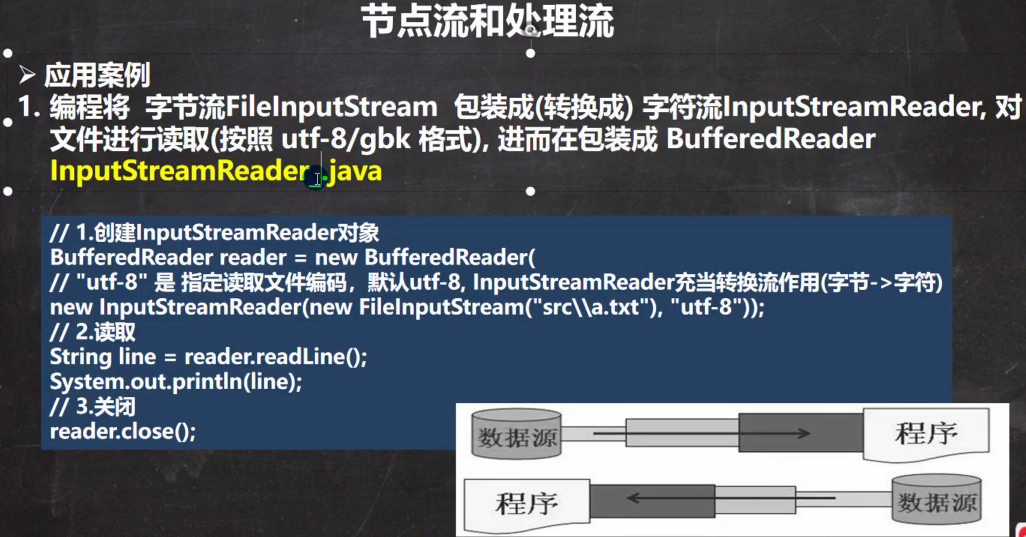 节点流和处理流
➢ 应用案例
1. 编程将 字节流FileInputStream 包装成(转换成) 字符流InputStreamReader, 对
文件进行读取(按照 utf-8/gbk 格式), 进而在包装成 BufferedReader
InputStreamReader_.java
// 1.创建InputStreamReader对象
BufferedReader reader = new BufferedReader(
// "utf-8" 是 指定读取文件编码，默认utf-8, InputStreamReader充当转换流作用(字节->字符)
new InputStreamReader(new FileInputStream("src\\a.txt"), "utf-8"));
// 2.读取
String line = reader.readLine();
System.out.println(line);
// 3.关闭
reader.close();
数据源
程序
程序
数据源